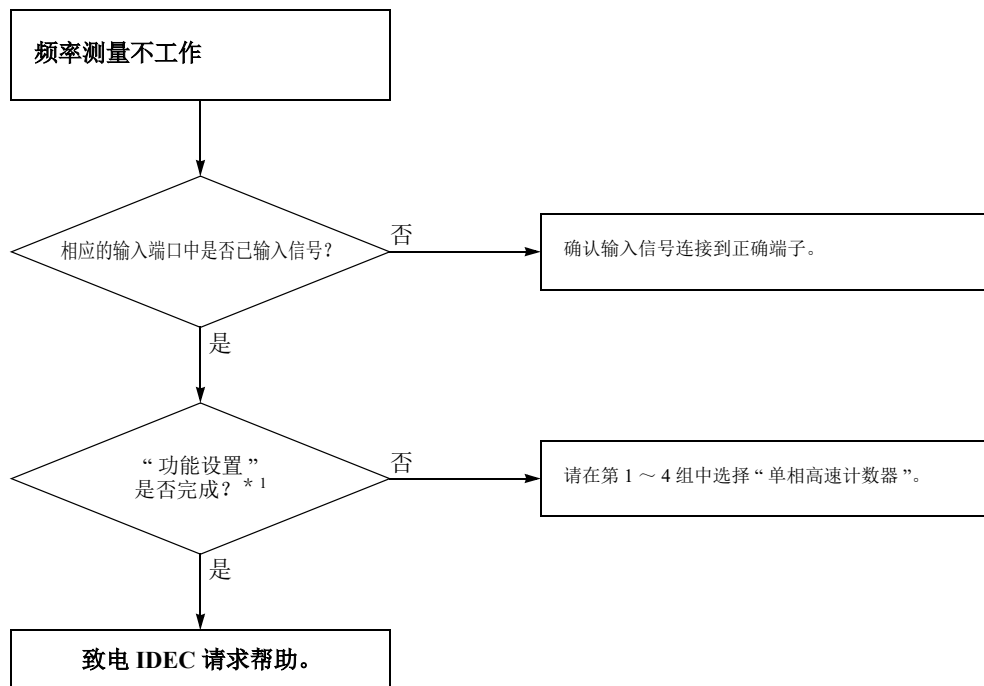 频率测量不工作
相应的输入端口中是否已输入信号?
否
确认输入信号连接到正确端子。
是
“ 功能设置 ”
是否完成? * 1
否
请在第 1 ～ 4 组中选择 “ 单相高速计数器 ”。
是
致电 IDEC 请求帮助。